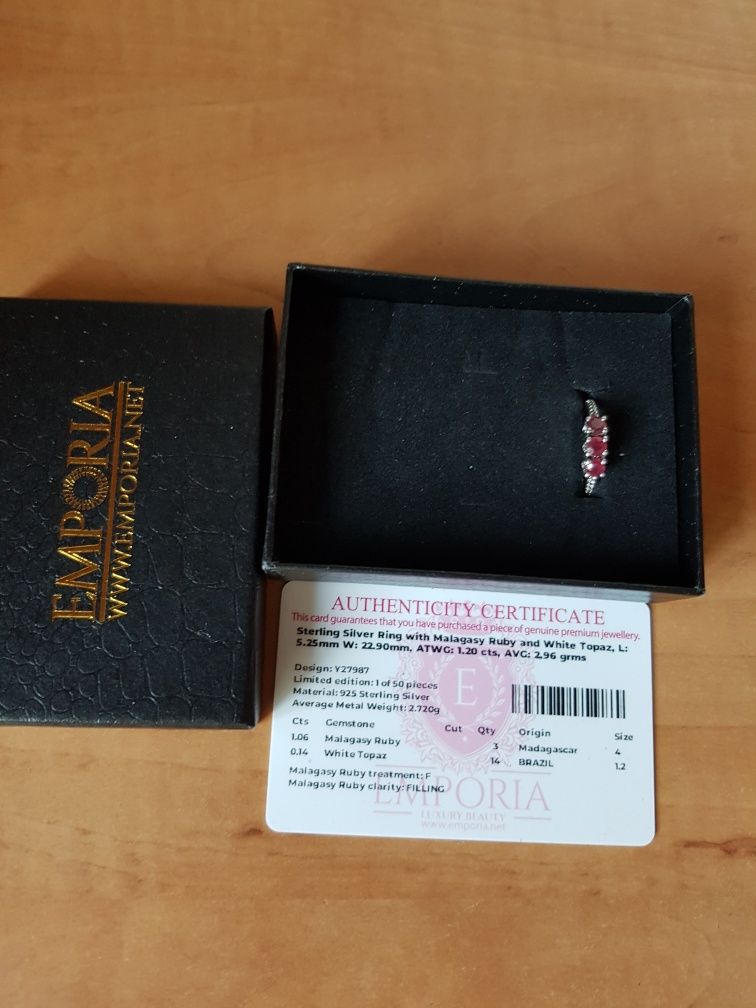 EMPORIA
WWW.EMPORIA.NET
AUTHENTICITY CERTIFICATE
This card guarantees that you have purchased a piece of genuine premium jewellery.
Sterling Silver Ring with Malagasy Ruby and White Topaz, L:
5.25mm W: 22.90mm, ATWG: 1.20 cts, AVG: 2.96 grms
Design: Y27987
Limited edition: 1 of 50 pieces
Material: 925 Sterling Silver
Average Metal Weight: 2.720g
Cts Gemstone Cut Qty Origin Size
1.06 Malagasy Ruby 3 Madagascar 4
0.14 White Topaz 14 BRAZIL 1.2
Malagasy Ruby treatment: F
Malagasy Ruby clarity: FILLING
E
EMPORIA
LUXURY BEAUTY
www.emporia.net